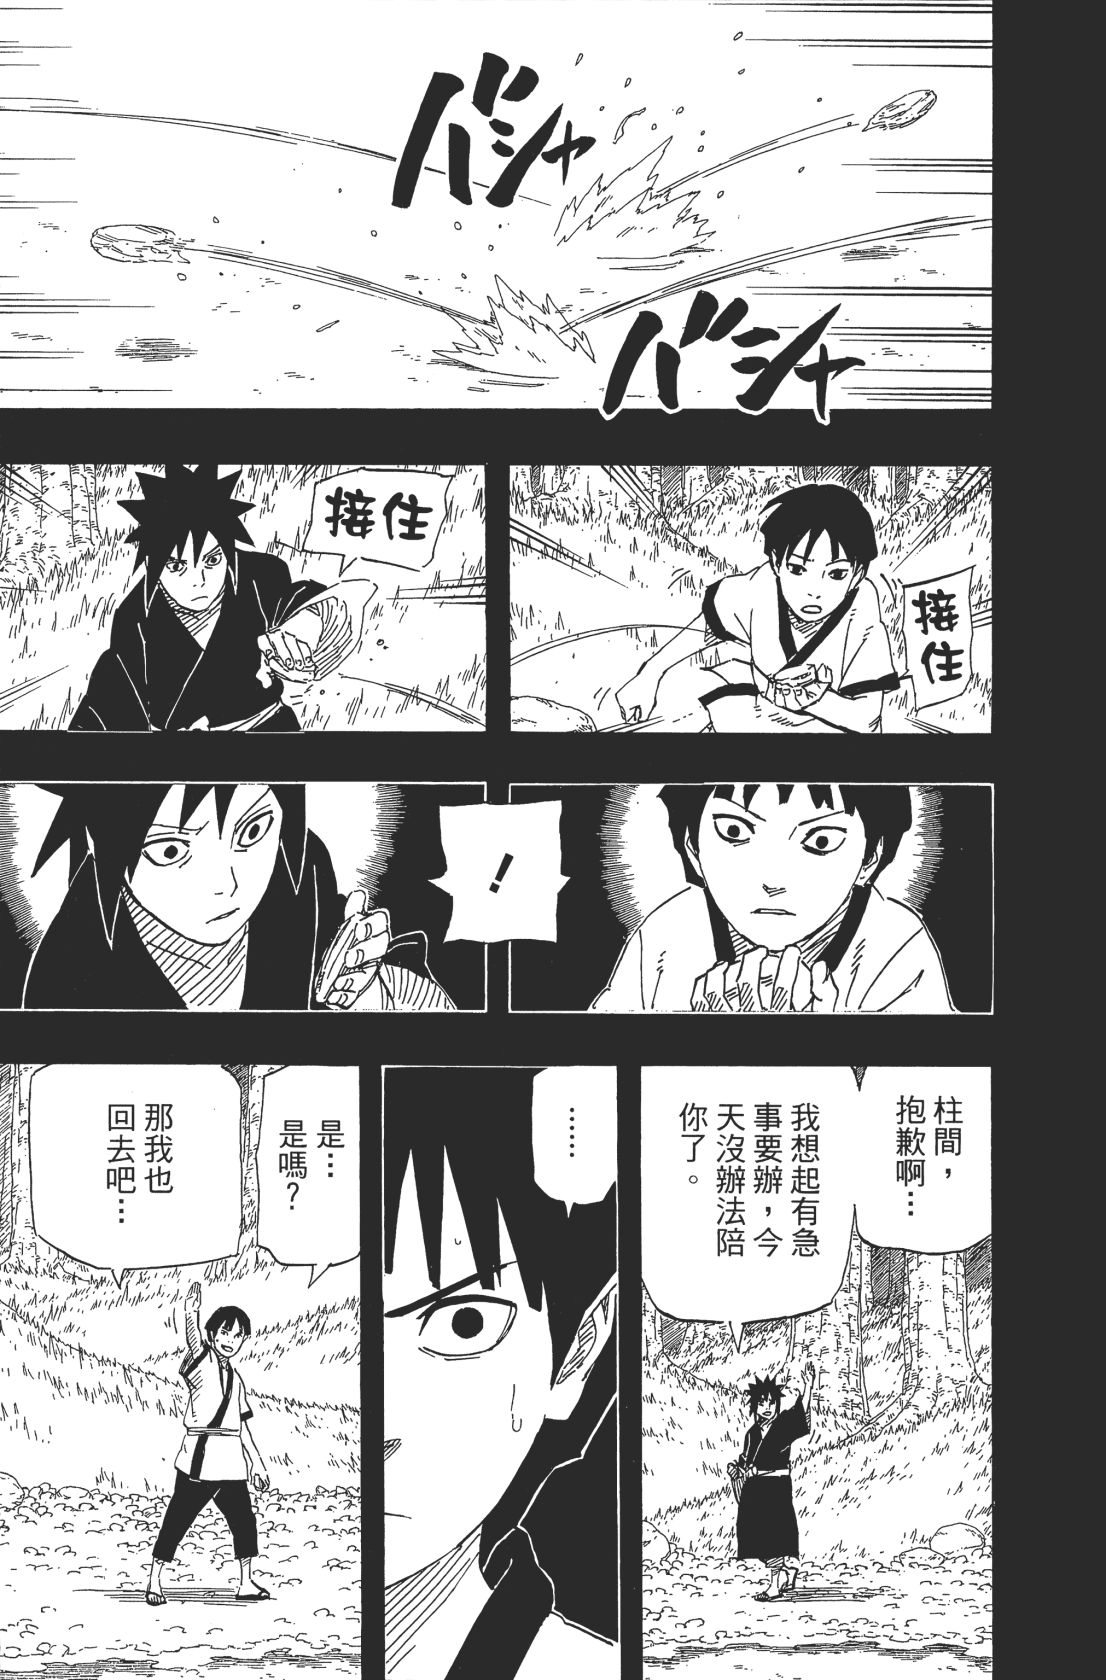 バシャ
バシャ
接
住
接住
！
柱間，
抱歉啊…
我想起有急
事要辦，今
天沒辦法陪
你了。
……
是…
是嗎？
那我也
回去吧…